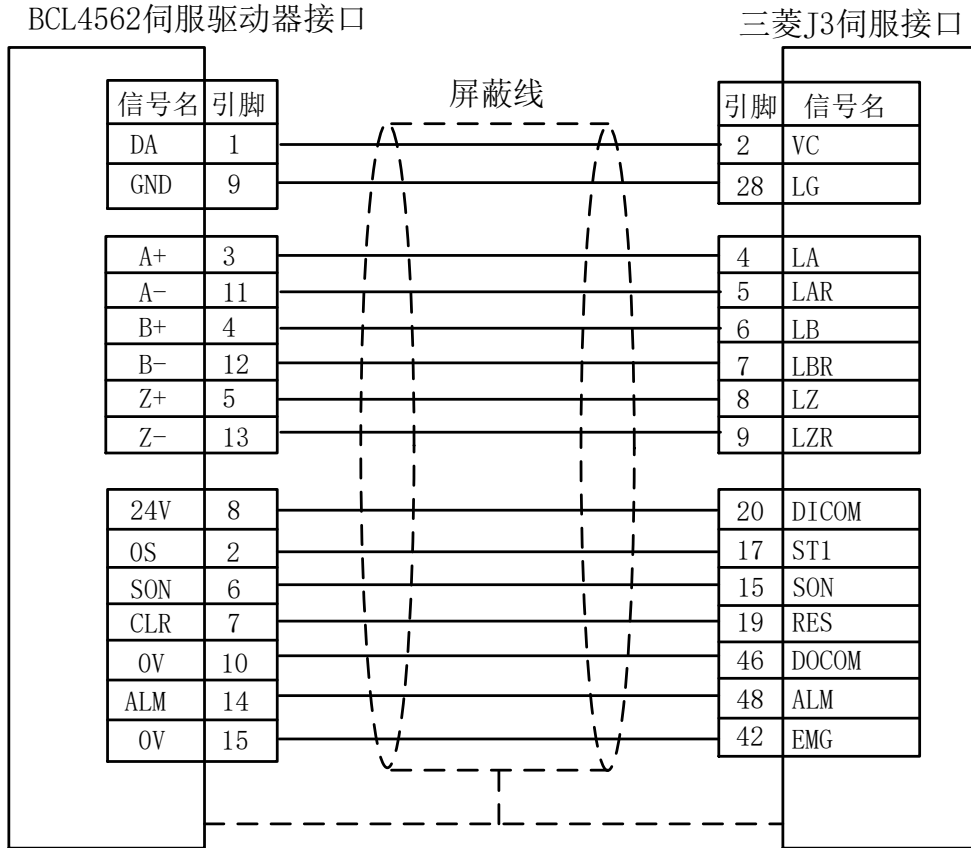 BCL4562伺服驱动器接口
三菱J3伺服接口
屏蔽线
信号名 引脚 引脚 信号名
DA 1 2 VC
GND 9 28 LG
A+ 3 4 LA
A- 11 5 LAR
B+ 4 6 LB
B- 12 7 LBR
Z+ 5 8 LZ
Z- 13 9 LZR
24V 8 20 DICOM
OS 2 17 ST1
SON 6 15 SON
CLR 7 19 RES
0V 10 46 DOCOM
ALM 14 48 ALM
0V 15 42 EMG